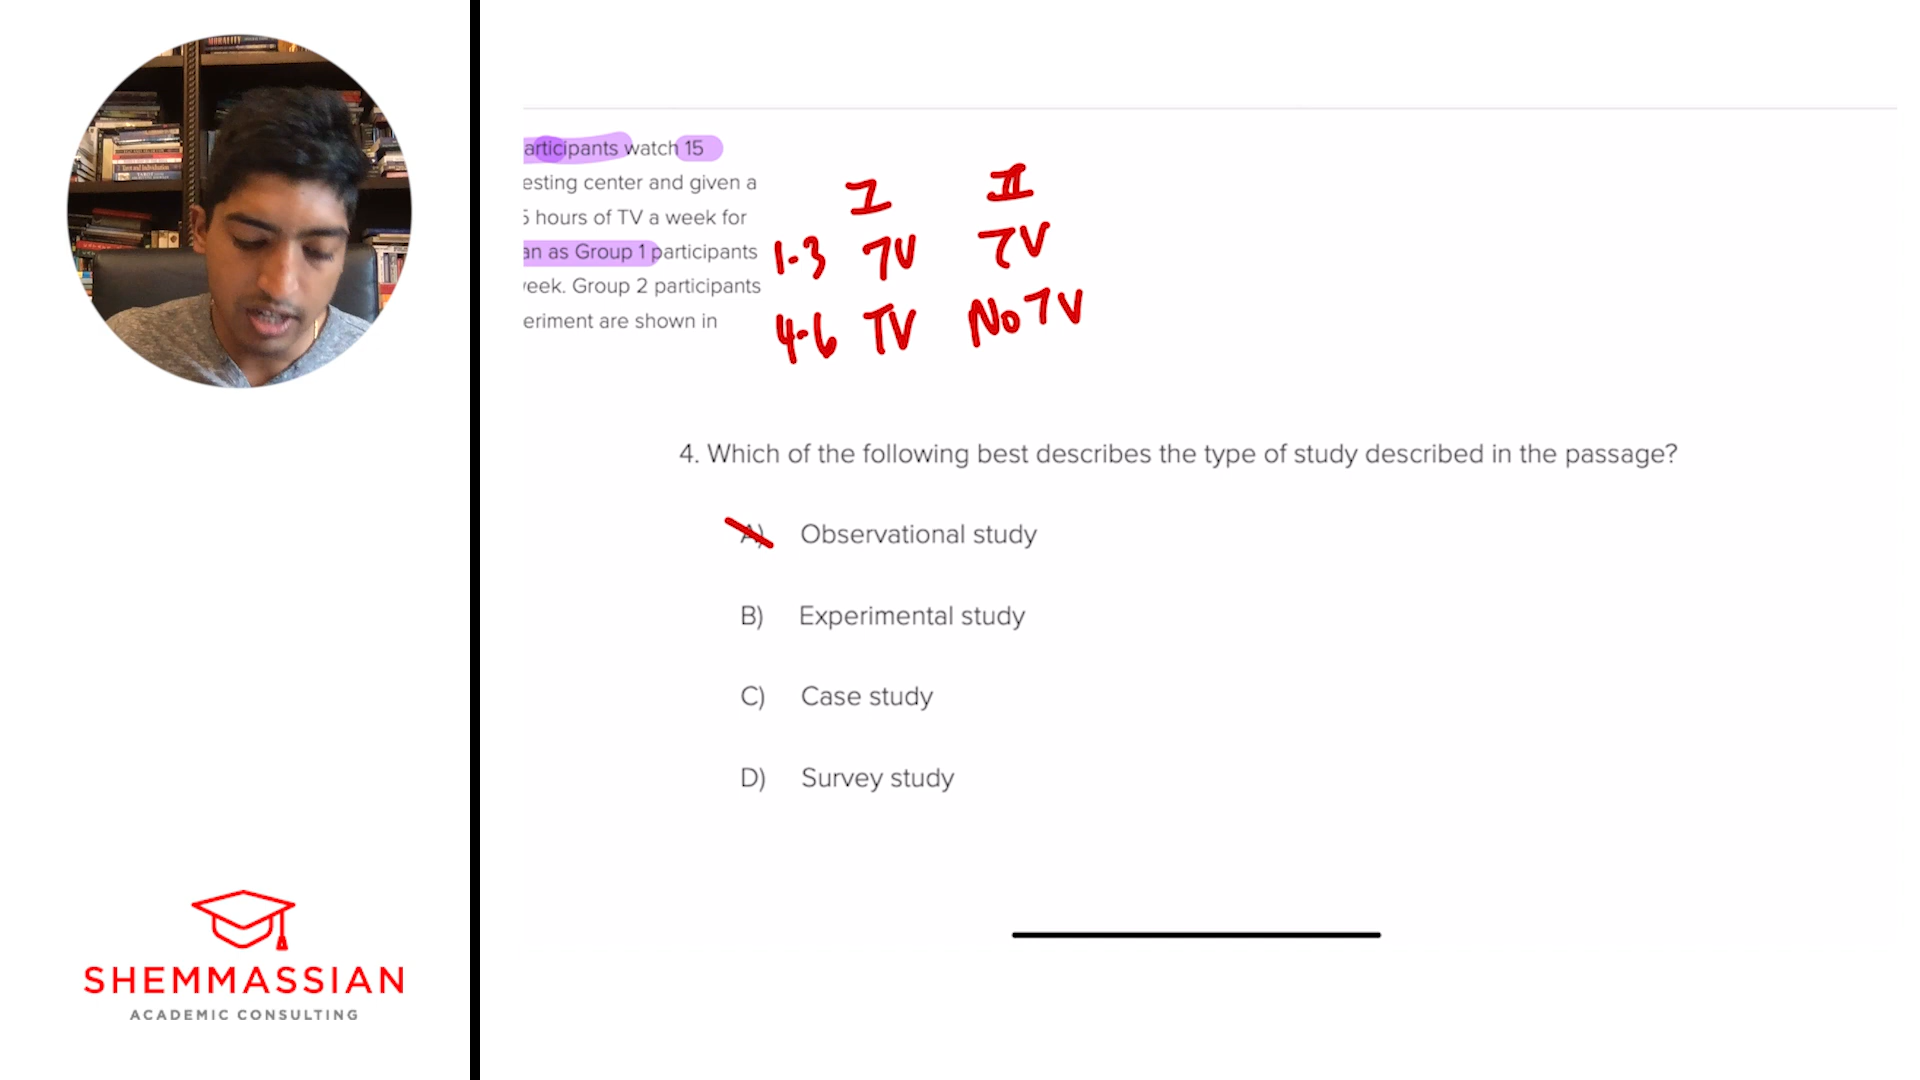 articipants watch 15
esting center and given a
5 hours of TV a week for
an as Group 1 participants
eek. Group 2 participants
eriment are shown in
I II
1-3 TV TV
4-6 TV No TV
4. Which of the following best describes the type of study described in the passage?
A) Observational study
B) Experimental study
C) Case study
D) Survey study
SHEMMASSIAN
ACADEMIC CONSULTING